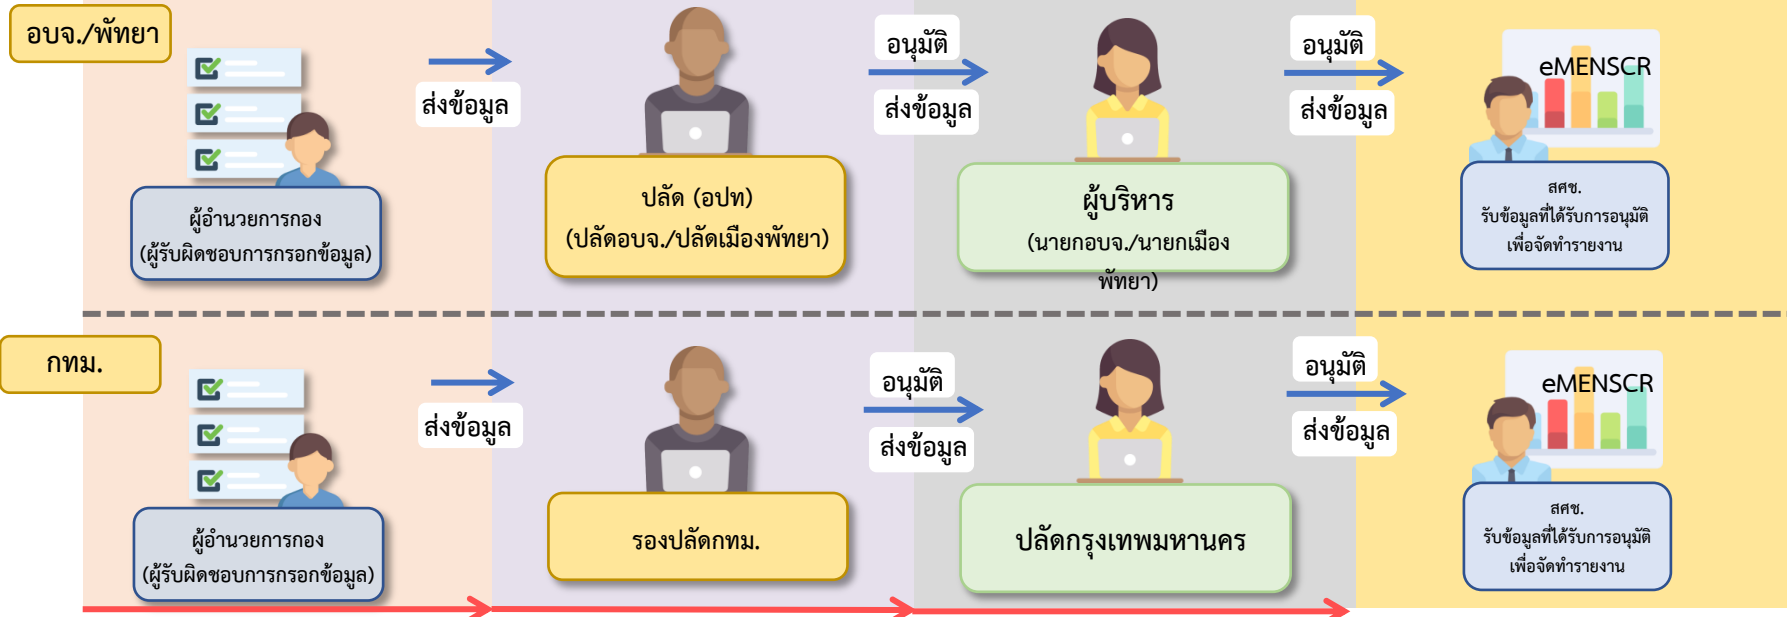 อบจ./พัทยา
ส่งข้อมูล
อนุมัติ
ส่งข้อมูล
อนุมัติ
ส่งข้อมูล
eMENSCR
ผู้อำนวยการกอง
(ผู้รับผิดชอบการกรอกข้อมูล)
ปลัด (อปท)
(ปลัดอบจ./ปลัดเมืองพัทยา)
ผู้บริหาร
(นายกอบจ./นายกเมือง
พัทยา)
สศช.
รับข้อมูลที่ได้รับการอนุมัติ
เพื่อจัดทำรายงาน
กทม.
ส่งข้อมูล
อนุมัติ
ส่งข้อมูล
อนุมัติ
ส่งข้อมูล
eMENSCR
ผู้อำนวยการกอง
(ผู้รับผิดชอบการกรอกข้อมูล)
รองปลัดกทม.
ปลัดกรุงเทพมหานคร
สศช.
รับข้อมูลที่ได้รับการอนุมัติ
เพื่อจัดทำรายงาน